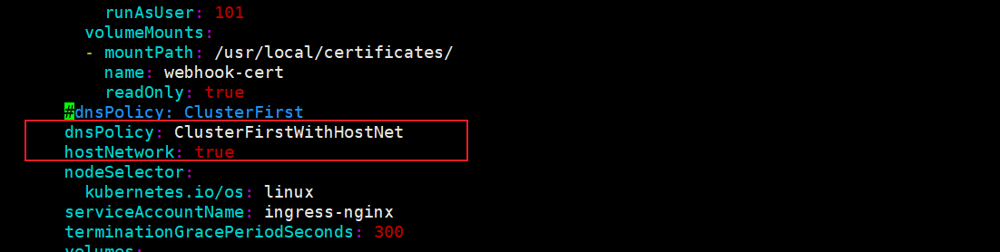 runAsUser: 101
volumeMounts:
- mountPath: /usr/local/certificates/
name: webhook-cert
readOnly: true
#dnsPolicy: ClusterFirst
dnsPolicy: ClusterFirstWithHostNet
hostNetwork: true
nodeSelector:
kubernetes.io/os: linux
serviceAccountName: ingress-nginx
terminationGracePeriodSeconds: 300
volumes: